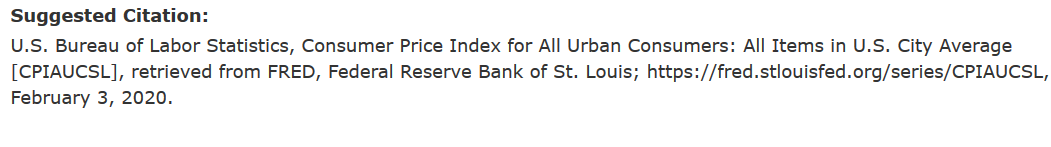 Suggested Citation:
U.S. Bureau of Labor Statistics, Consumer Price Index for All Urban Consumers: All Items in U.S. City Average
[CPIAUCSL], retrieved from FRED, Federal Reserve Bank of St. Louis; https://fred.stlouisfed.org/series/CPIAUCSL,
February 3, 2020.